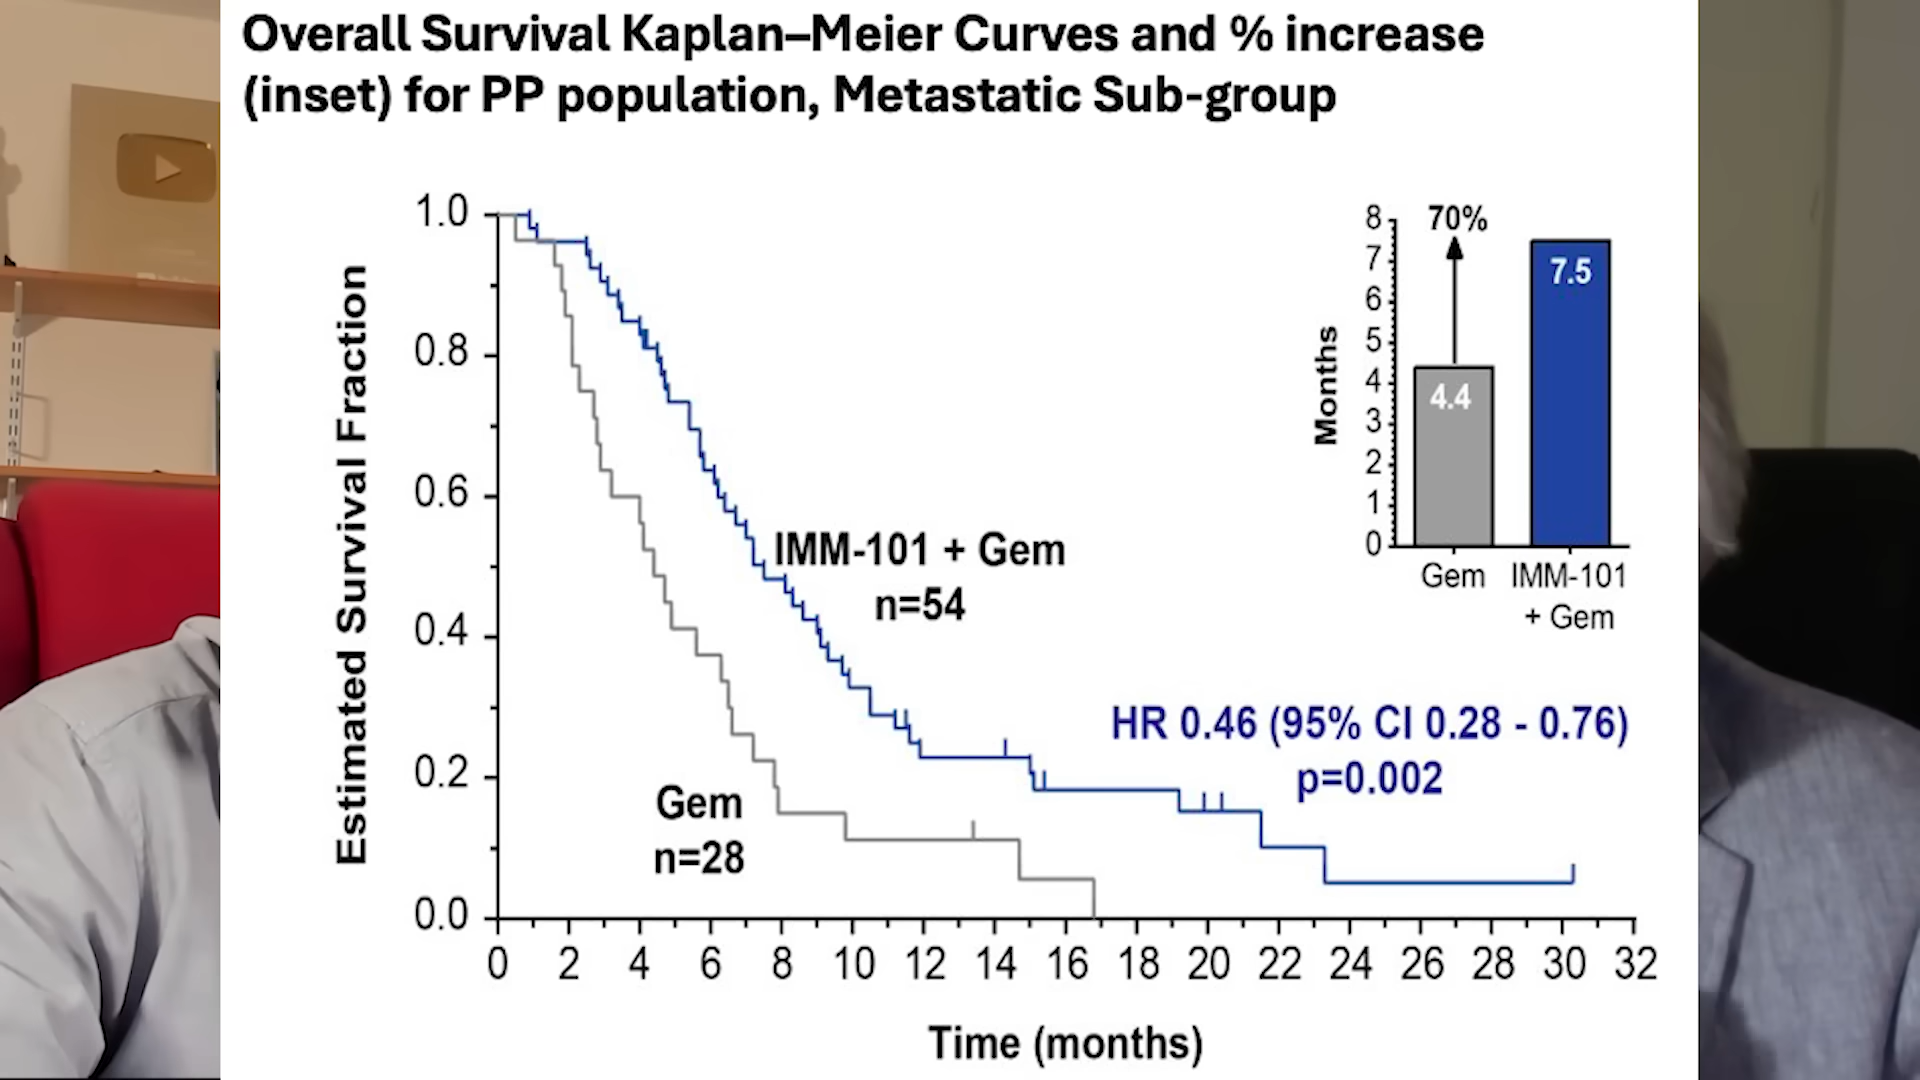 Overall Survival Kaplan–Meier Curves and % increase
(inset) for PP population, Metastatic Sub-group
Estimated Survival Fraction
1.0
0.8
0.6
0.4
0.2
0.0
0 2 4 6 8 10 12 14 16 18 20 22 24 26 28 30 32
Time (months)
IMM-101 + Gem
n=54
Gem
n=28
HR 0.46 (95% CI 0.28 - 0.76)
p=0.002
Months
8
7
6
5
4
3
2
1
0
70%
4.4
7.5
Gem
IMM-101
+ Gem